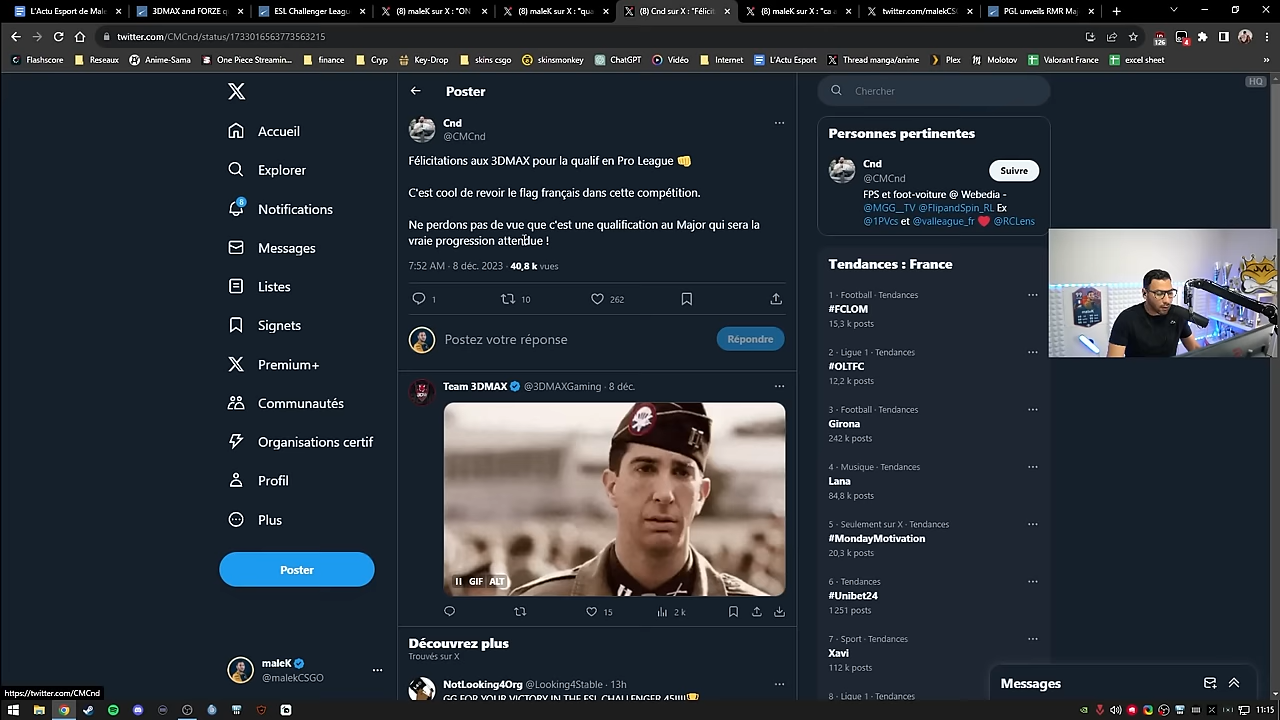 L'Actu Esport de Male
3DMAX and FORZE q
ESL Challenger Leagu
(8) maleK sur X : "ON
(8) maleK sur X : "qua
(8) Cnd sur X : "Félicit
(8) maleK sur X : "ca a
twitter.com/malekCS
PGL unveils RMR Maj
twitter.com/CMCnd/status/1733016563773563215
Flashscore
Reseaux
Anime-Sama
One Piece Streamin...
finance
Cryp
Key-Drop
skins csgo
skinsmonkey
ChatGPT
Vidéo
Internet
L'Actu Esport
Thread manga/anime
Plex
Molotov
Valorant France
excel sheet
HQ
Accueil
Explorer
8
Notifications
Messages
Listes
Signets
Premium+
Communautés
Organisations certif
Profil
Plus
Poster
maleK
@malekCSGO
https://twitter.com/CMCnd
Poster
Cnd
@CMCnd
Félicitations aux 3DMAX pour la qualif en Pro League
C'est cool de revoir le flag français dans cette compétition.
Ne perdons pas de vue que c'est une qualification au Major qui sera la
vraie progression attendue !
7:52 AM · 8 déc. 2023 · 40,8 k vues
1
10
262
Postez votre réponse
Répondre
Team 3DMAX @3DMAXGaming · 8 déc.
GIF ALT
15
2 k
Découvrez plus
Trouvés sur X
NotLooking4Org @Looking4Stable · 13h
GG FOR YOUR VICTORY IN THE ESL CHALLENGER 45!!!!
Chercher
Personnes pertinentes
Cnd
@CMCnd
Suivre
FPS et foot-voiture @ Webedia -
@MGG__TV @FlipandSpin_RL Ex
@1PVcs et @valleague_fr @RCLens
Tendances : France
1 · Football · Tendances
#FCLOM
15,3 k posts
2 · Ligue 1 · Tendances
#OLTFC
12,2 k posts
3 · Football · Tendances
Girona
242 k posts
4 · Musique · Tendances
Lana
84,8 k posts
5 · Seulement sur X · Tendances
#MondayMotivation
20,3 k posts
6 · Tendances
#Unibet24
1 251 posts
7 · Sport · Tendances
Xavi
112 k posts
8 · Ligue 1 · Tendances
Messages
11:15